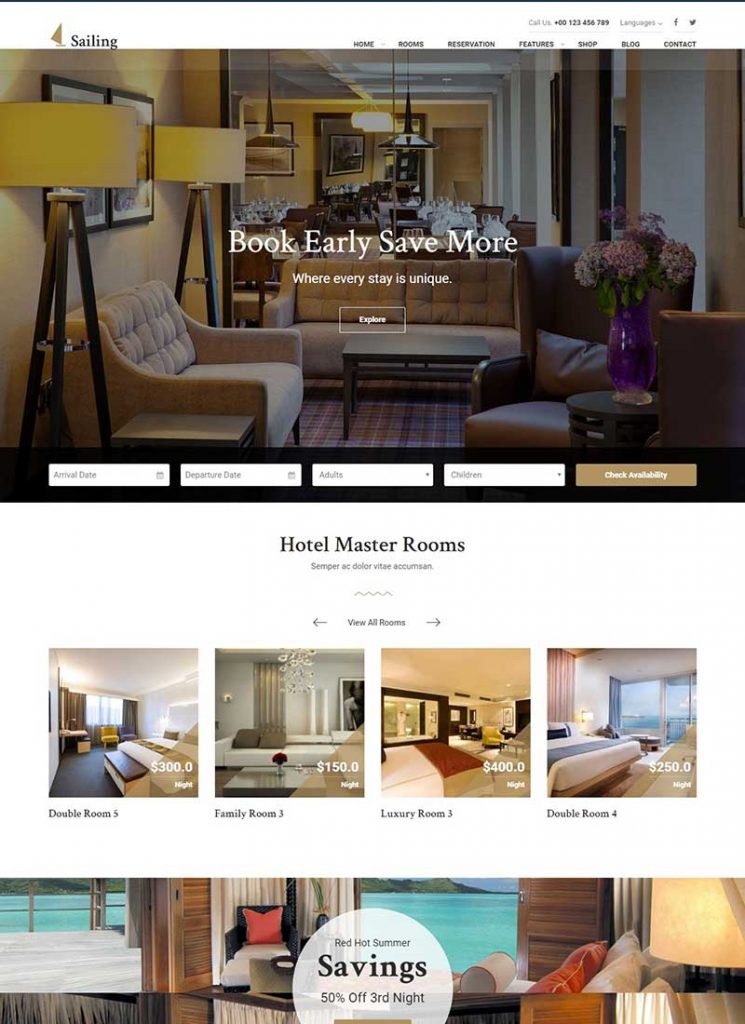 Call Us. +00 123 456 789 Languages
Sailing
HOME ROOMS RESERVATION FEATURES SHOP BLOG CONTACT
Book Early Save More
Where every stay is unique.
Explore
Arrival Date Departure Date Adults Children Check Availability
Hotel Master Rooms
Semper ac dolor vitae accumsan.
View All Rooms
$300.0 $150.0 $400.0 $250.0
Night Night Night Night
Double Room 5 Family Room 3 Luxury Room 3 Double Room 4
Red Hot Summer
Savings
50% Off 3rd Night